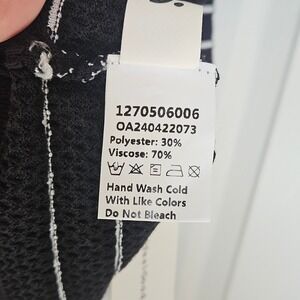 1270506006
OA240422073
Polyester: 30%
Viscose: 70%
Hand Wash Cold
With Like Colors
Do Not Bleach